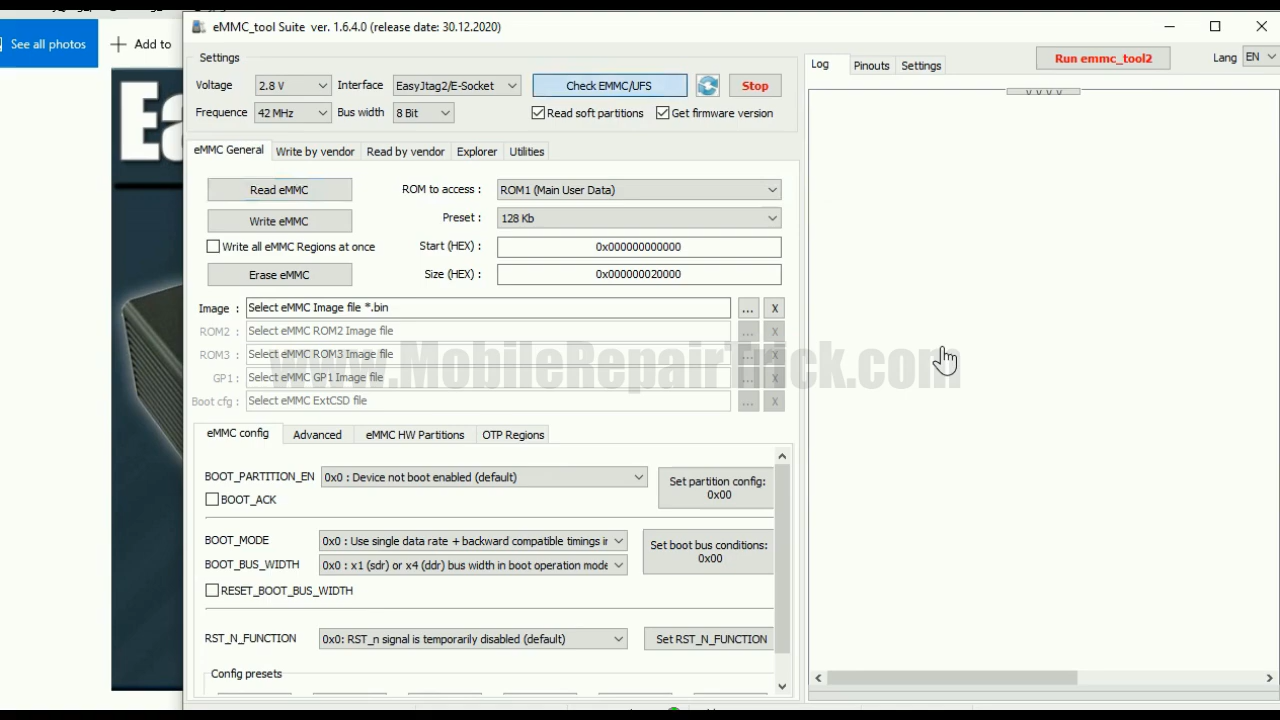 See all photos
Add to
Ea
eMMC_tool Suite ver. 1.6.4.0 (release date: 30.12.2020)
Settings
Voltage 2.8 V Interface EasyJtag2/E-Socket Check EMMC/UFS Stop
Frequency 42 MHz Bus width 8 Bit Read soft partitions Get firmware version
eMMC General Write by vendor Read by vendor Explorer Utilities
Read eMMC ROM to access : ROM1 (Main User Data)
Write eMMC Preset : 128 Kb
Write all eMMC Regions at once Start (HEX) : 0x000000000000
Erase eMMC Size (HEX) : 0x000000020000
Image : Select eMMC Image file *.bin ... X
ROM2 : Select eMMC ROM2 Image file ... X
ROM3 : Select eMMC ROM3 Image file ... X
GP1 : Select eMMC GP1 Image file ... X
Boot cfg : Select eMMC ExtCSD file ... X
www.MobileRepairTrick.com
eMMC config Advanced eMMC HW Partitions OTP Regions
BOOT_PARTITION_EN 0x0 : Device not boot enabled (default) Set partition config: 
0x00
BOOT_ACK
BOOT_MODE 0x0 : Use single data rate + backward compatible timings in Set boot bus conditions:
0x00
BOOT_BUS_WIDTH 0x0 : x1 (sdr) or x4 (ddr) bus width in boot operation mode
RESET_BOOT_BUS_WIDTH
RST_N_FUNCTION 0x0: RST_n signal is temporarily disabled (default) Set RST_N_FUNCTION
Config presets
Log Pinouts Settings Run emmc_tool2 Lang EN